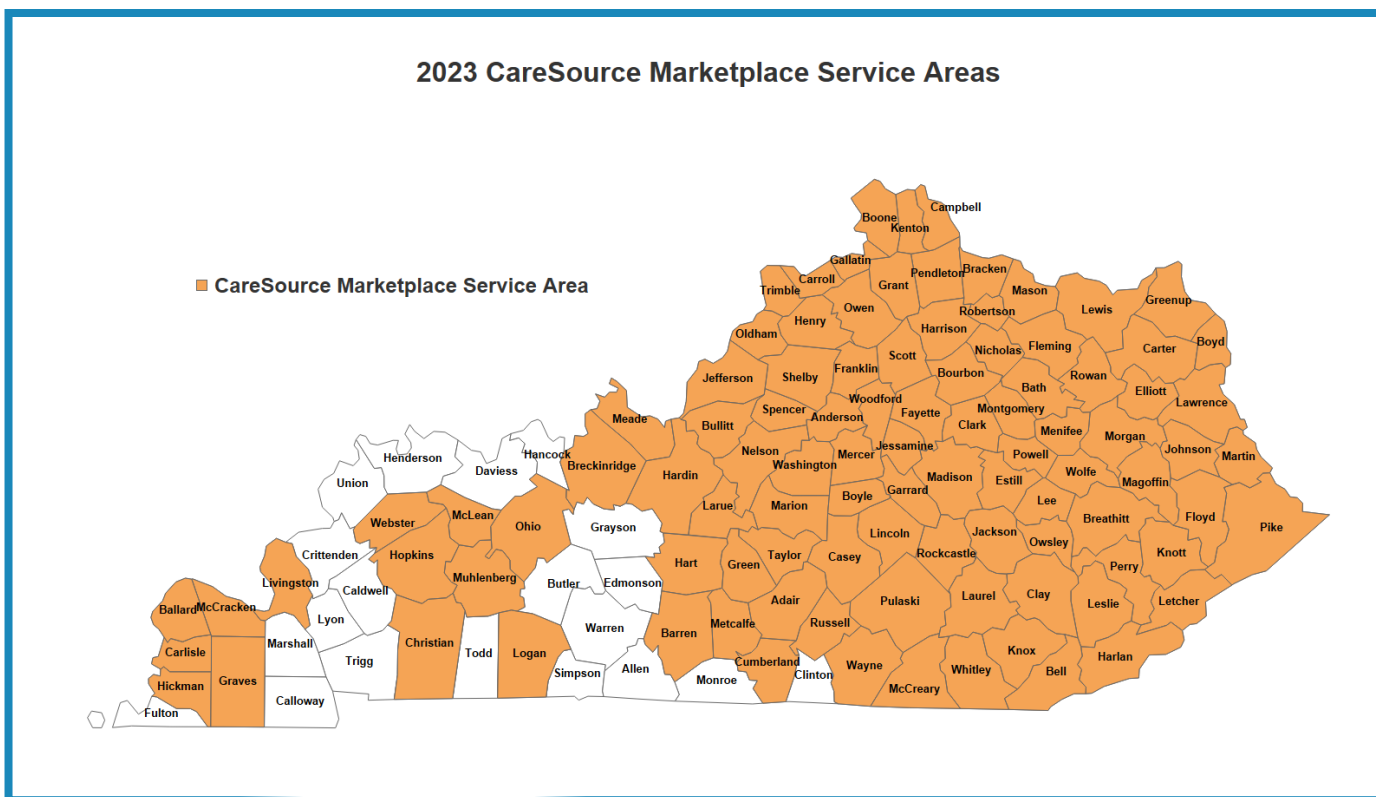 2023 CareSource Marketplace Service Areas
CareSource Marketplace Service Area
Campbell
Boone
Kenton
Gallatin
Carroll
Pendleton
Bracken
Grant
Trimble
Mason
Greenup
Owen
Lewis
Robertson
Henry
Harrison
Oldham
Boyd
Fleming
Carter
Nicholas
Scott
Franklin
Bourbon
Rowan
Jefferson
Shelby
Bath
Elliott
Woodford
Lawrence
Spencer
Montgomery
Fayette
Anderson
Meade
Bullitt
Clark
Menifee
Morgan
Jessamine
Nelson
Johnson
Hancock
Mercer
Powell
Martin
Henderson
Washington
Breckinridge
Daviess
Wolfe
Hardin
Madison
Estill
Union
Magoffin
Garrard
Boyle
Lee
Larue
Marion
McLean
Floyd
Breathitt
Webster
Ohio
Grayson
Pike
Lincoln
Jackson
Owsley
Crittenden
Rockcastle
Knott
Hopkins
Taylor
Casey
Hart
Green
Perry
Muhlenberg
Livingston
Butler
Edmonson
Caldwell
Clay
Laurel
Adair
Pulaski
Letcher
Leslie
McCracken
Ballard
Lyon
Russell
Metcalfe
Warren
Barren
Christian
Marshall
Knox
Carlisle
Todd
Logan
Harlan
Trigg
Cumberland
Wayne
Allen
Whitley
Bell
Simpson
Clinton
Monroe
Graves
Hickman
McCreary
Calloway
Fulton